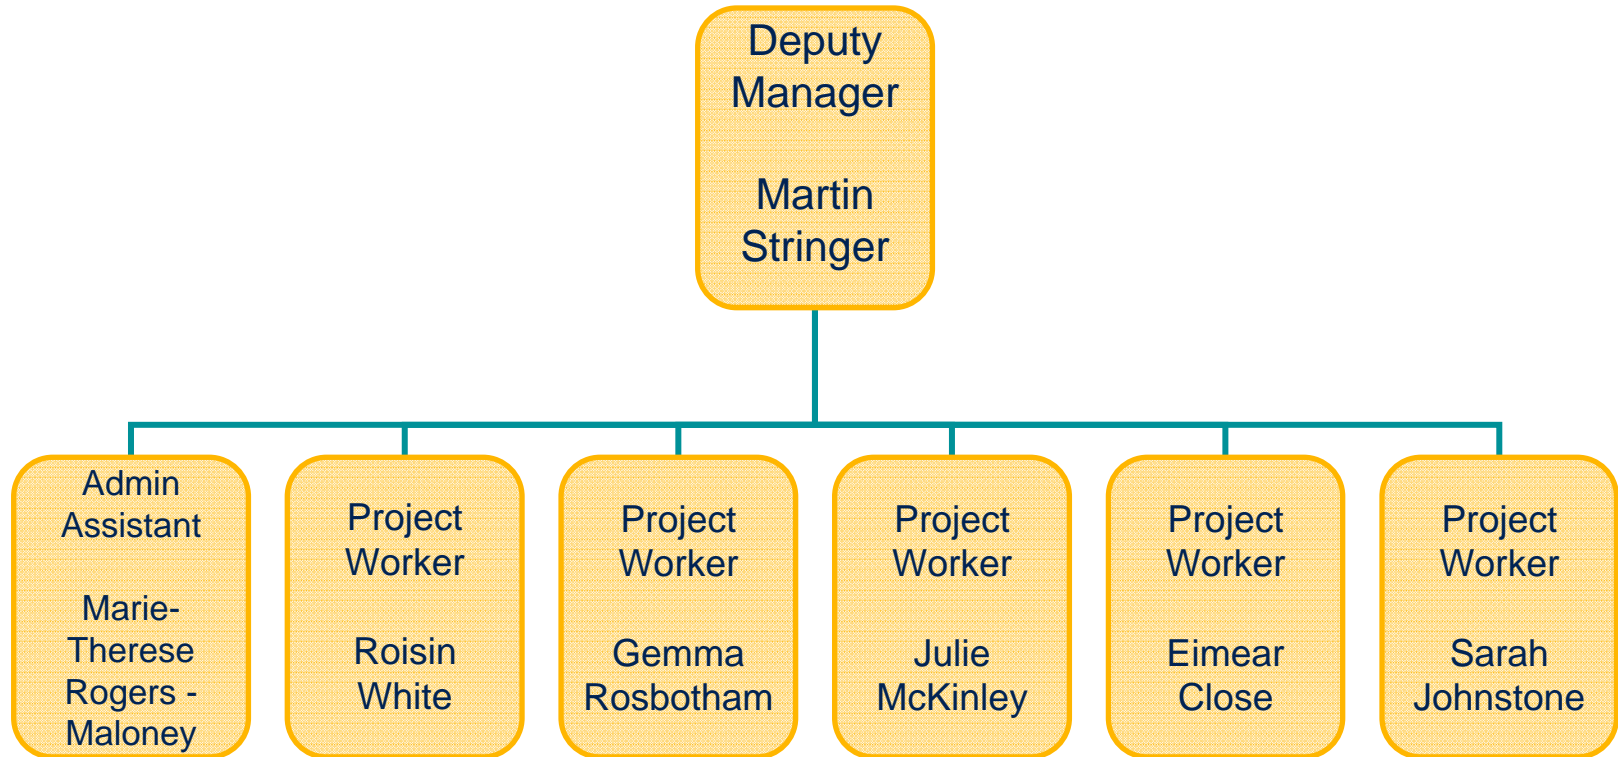 Deputy
Manager
Martin
Stringer
Admin
Assistant
Marie-
Therese
Rogers -
Maloney
Project
Worker
Roisin
White
Project
Worker
Gemma
Rosbotham
Project
Worker
Julie
McKinley
Project
Worker
Eimear
Close
Project
Worker
Sarah
Johnstone